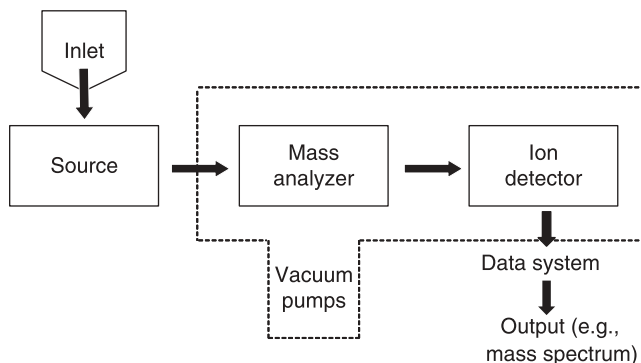 Inlet
Source
Mass
analyzer
Ion
detector
Vacuum
pumps
Data system
Output (e.g.,
mass spectrum)